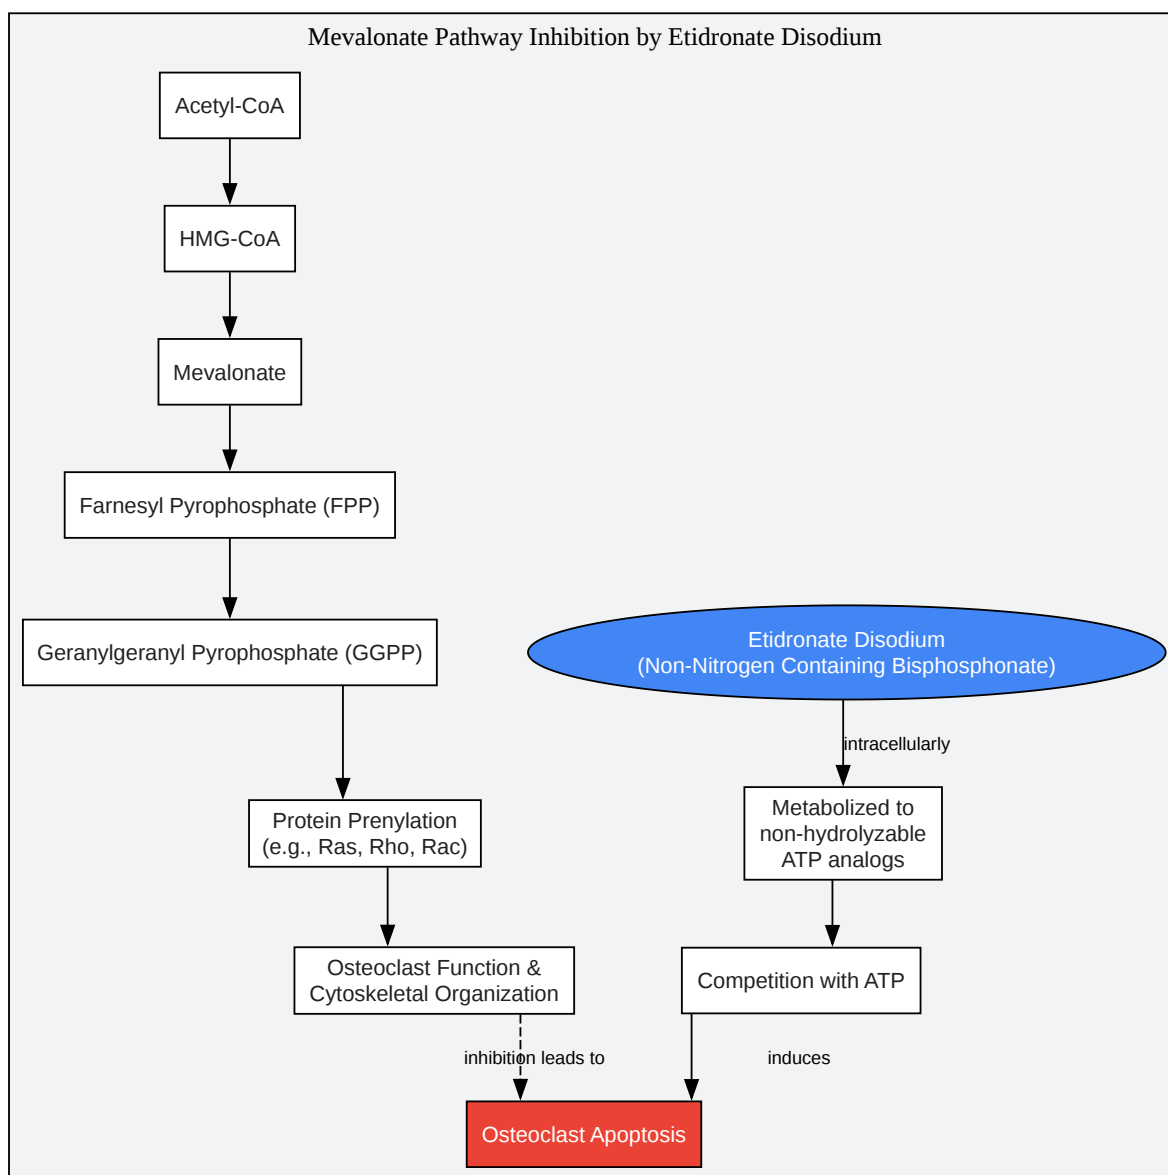 Mevalonate Pathway Inhibition by Etidronate Disodium
Acetyl-CoA
HMG-CoA
Mevalonate
Farnesyl Pyrophosphate (FPP)
Geranylgeranyl Pyrophosphate (GGPP)
Etidronate Disodium
(Non-Nitrogen Containing Bisphosphonate)
intracellularly
Protein Prenylation
(e.g., Ras, Rho, Rac)
Metabolized to
non-hydrolyzable
ATP analogs
Osteoclast Function &
Cytoskeletal Organization
Competition with ATP
inhibition leads to
induces
Osteoclast Apoptosis